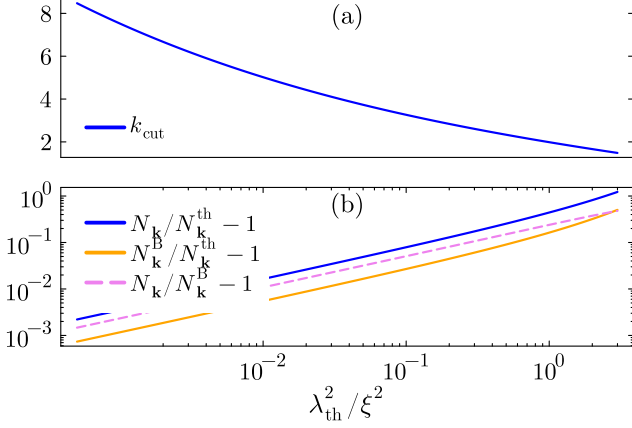 8
(a)
6
4
k_cut
2
10^0
(b)
N_k/N_k^th − 1
10^−1
N_k^B/N_k^th − 1
10^−2
N_k/N_k^B − 1
10^−3
10^−2 10^−1 10^0
λ_th^2/ξ^2